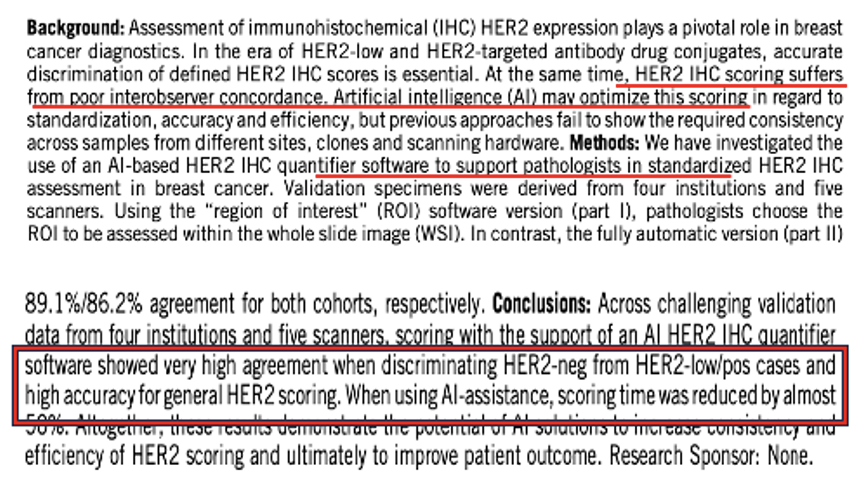 Background: Assessment of immunohistochemical (IHC) HER2 expression plays a pivotal role in breast
cancer diagnostics. In the era of HER2-low and HER2-targeted antibody drug conjugates, accurate
discrimination of defined HER2 IHC scores is essential. At the same time, HER2 IHC scoring suffers
from poor interobserver concordance. Artificial intelligence (AI) may optimize this scoring in regard to
standardization, accuracy and efficiency, but previous approaches fail to show the required consistency
across samples from different sites, clones and scanning hardware. Methods: We have investigated the
use of an AI-based HER2 IHC quantifier software to support pathologists in standardized HER2 IHC
assessment in breast cancer. Validation specimens were derived from four institutions and five
scanners. Using the “region of interest” (ROI) software version (part I), pathologists choose the
ROI to be assessed within the whole slide image (WSI). In contrast, the fully automatic version (part II)
89.1%/86.2% agreement for both cohorts, respectively. Conclusions: Across challenging validation
data from four institutions and five scanners, scoring with the support of an AI HER2 IHC quantifier
software showed very high agreement when discriminating HER2-neg from HER2-low/pos cases and
high accuracy for general HER2 scoring. When using AI-assistance, scoring time was reduced by almost
50%. Altogether, these results demonstrate the potential of AI solutions to increase consistency and
efficiency of HER2 scoring and ultimately to improve patient outcome. Research Sponsor: None.